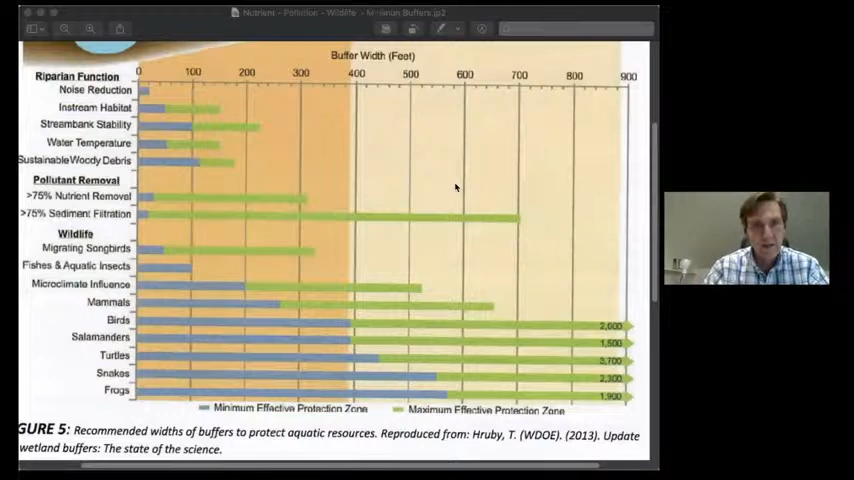 Nutrient - Pollution - Wildlife - Minimun Buffers.jp2
Buffer Width (Feet)
0 100 200 300 400 500 600 700 800 900
Riparian Function
Noise Reduction
Instream Habitat
Streambank Stability
Water Temperature
Sustainable Woody Debris
Pollutant Removal
>75% Nutrient Removal
>75% Sediment Filtration
Wildlife
Migrating Songbirds
Fishes & Aquatic Insects
Microclimate Influence
Mammals
Birds 2,000
Salamanders 1,500
Turtles 3,700
Snakes 2,300
Frogs 1,900
Minimum Effective Protection Zone Maximum Effective Protection Zone
GURE 5: Recommended widths of buffers to protect aquatic resources. Reproduced from: Hruby, T. (WDOE). (2013). Update
wetland buffers: The state of the science.